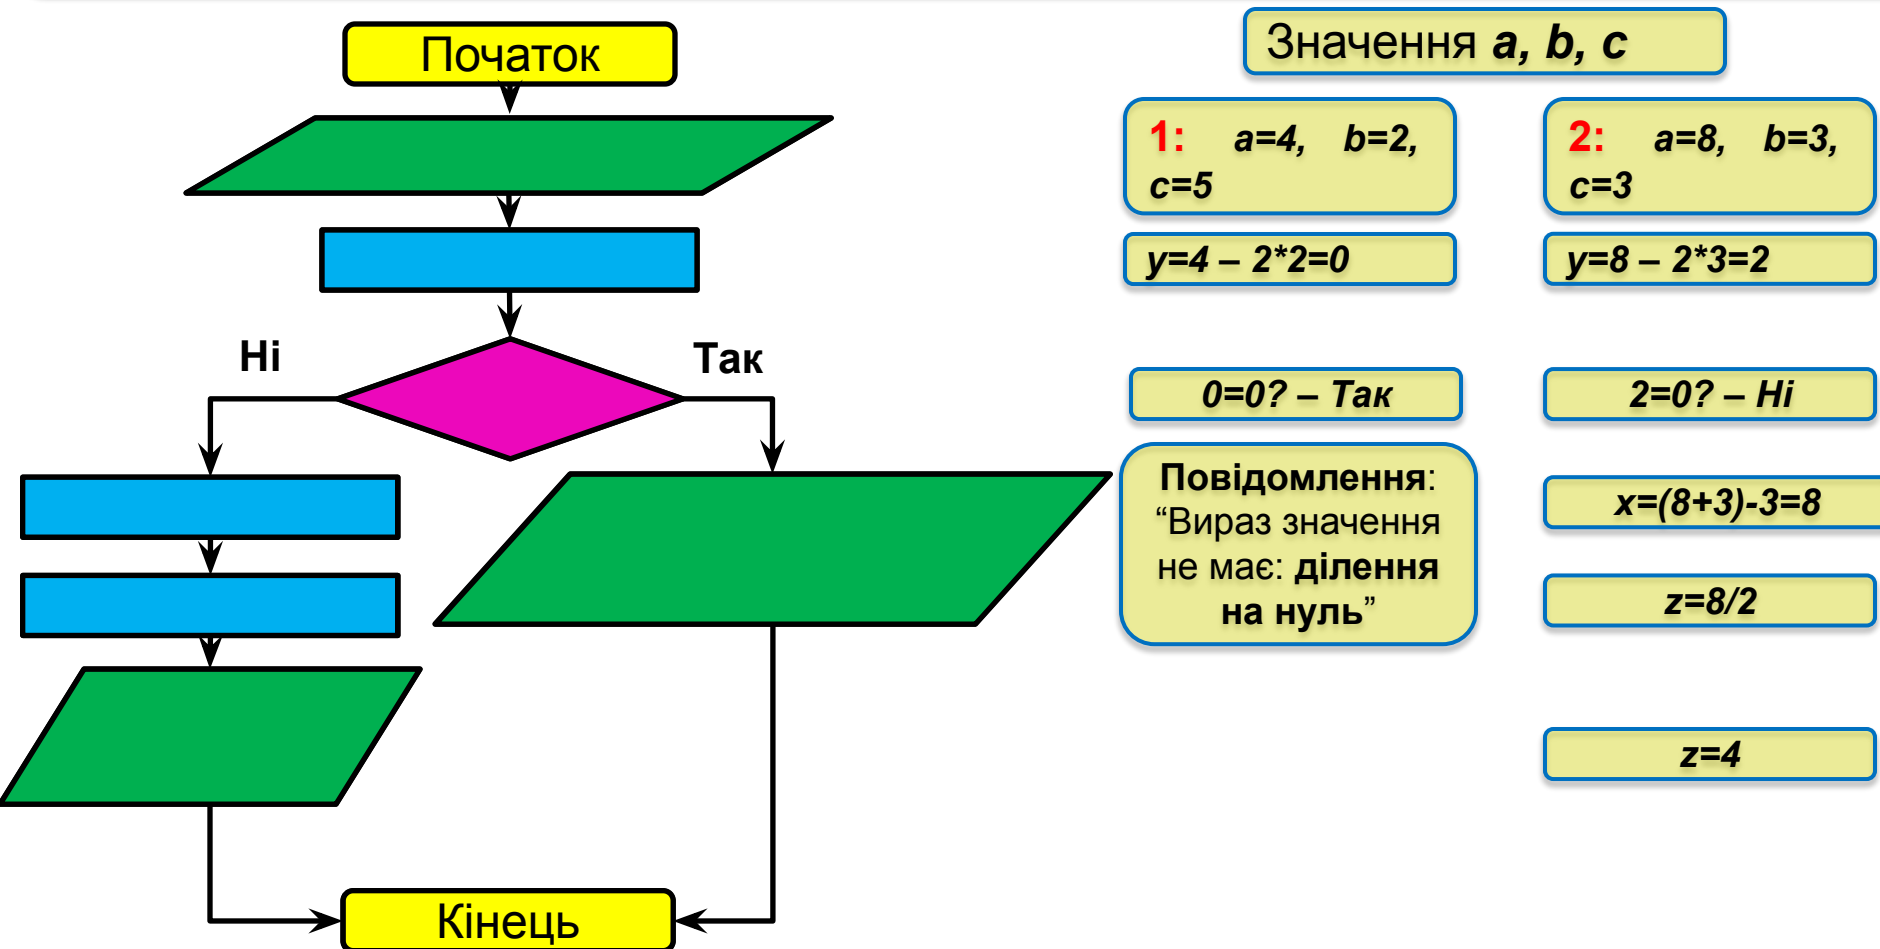 Початок
Ні
Так
Кінець
Значення a, b, c
1: a=4, b=2,
c=5
y=4 – 2*2=0
0=0? – Так
Повідомлення:
“Вираз значення
не має: ділення
на нуль”
2: a=8, b=3,
c=3
y=8 – 2*3=2
2=0? – Ні
x=(8+3)-3=8
z=8/2
z=4